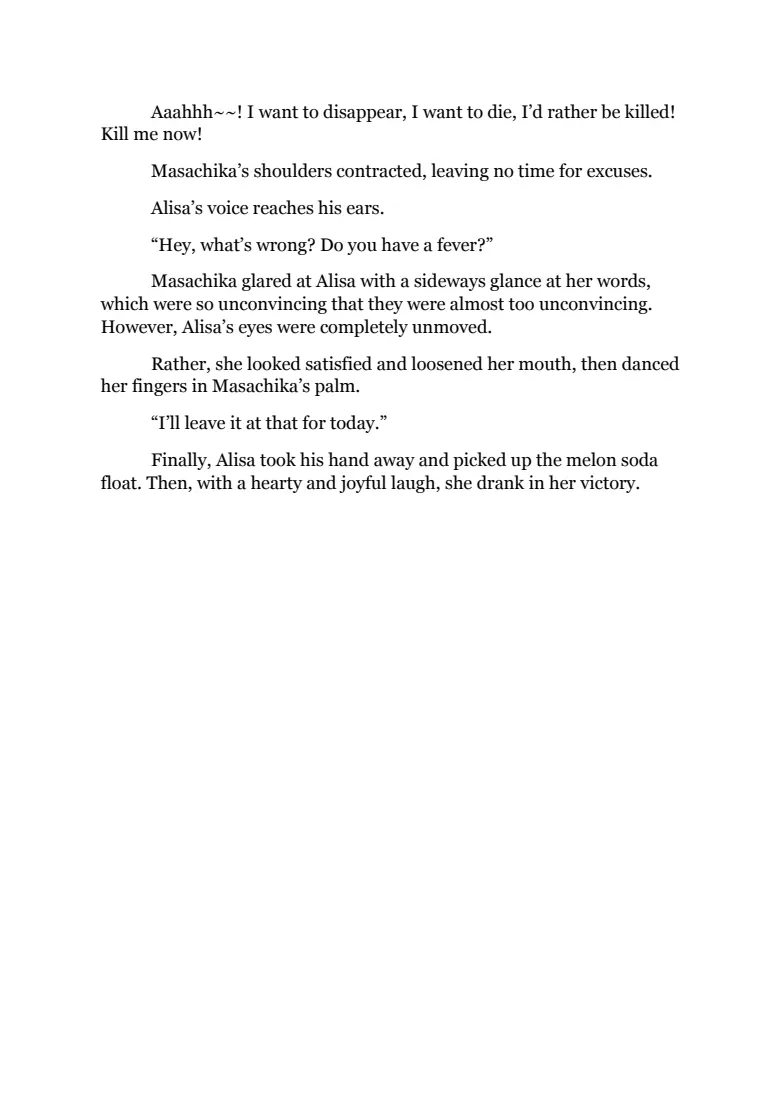 Aaahhh~~! I want to disappear, I want to die, I’d rather be killed!
Kill me now!
Masachika’s shoulders contracted, leaving no time for excuses.
Alisa’s voice reaches his ears.
“Hey, what’s wrong? Do you have a fever?”
Masachika glared at Alisa with a sideways glance at her words,
which were so unconvincing that they were almost too unconvincing.
However, Alisa’s eyes were completely unmoved.
Rather, she looked satisfied and loosened her mouth, then danced
her fingers in Masachika’s palm.
“I’ll leave it at that for today.”
Finally, Alisa took his hand away and picked up the melon soda
float. Then, with a hearty and joyful laugh, she drank in her victory.